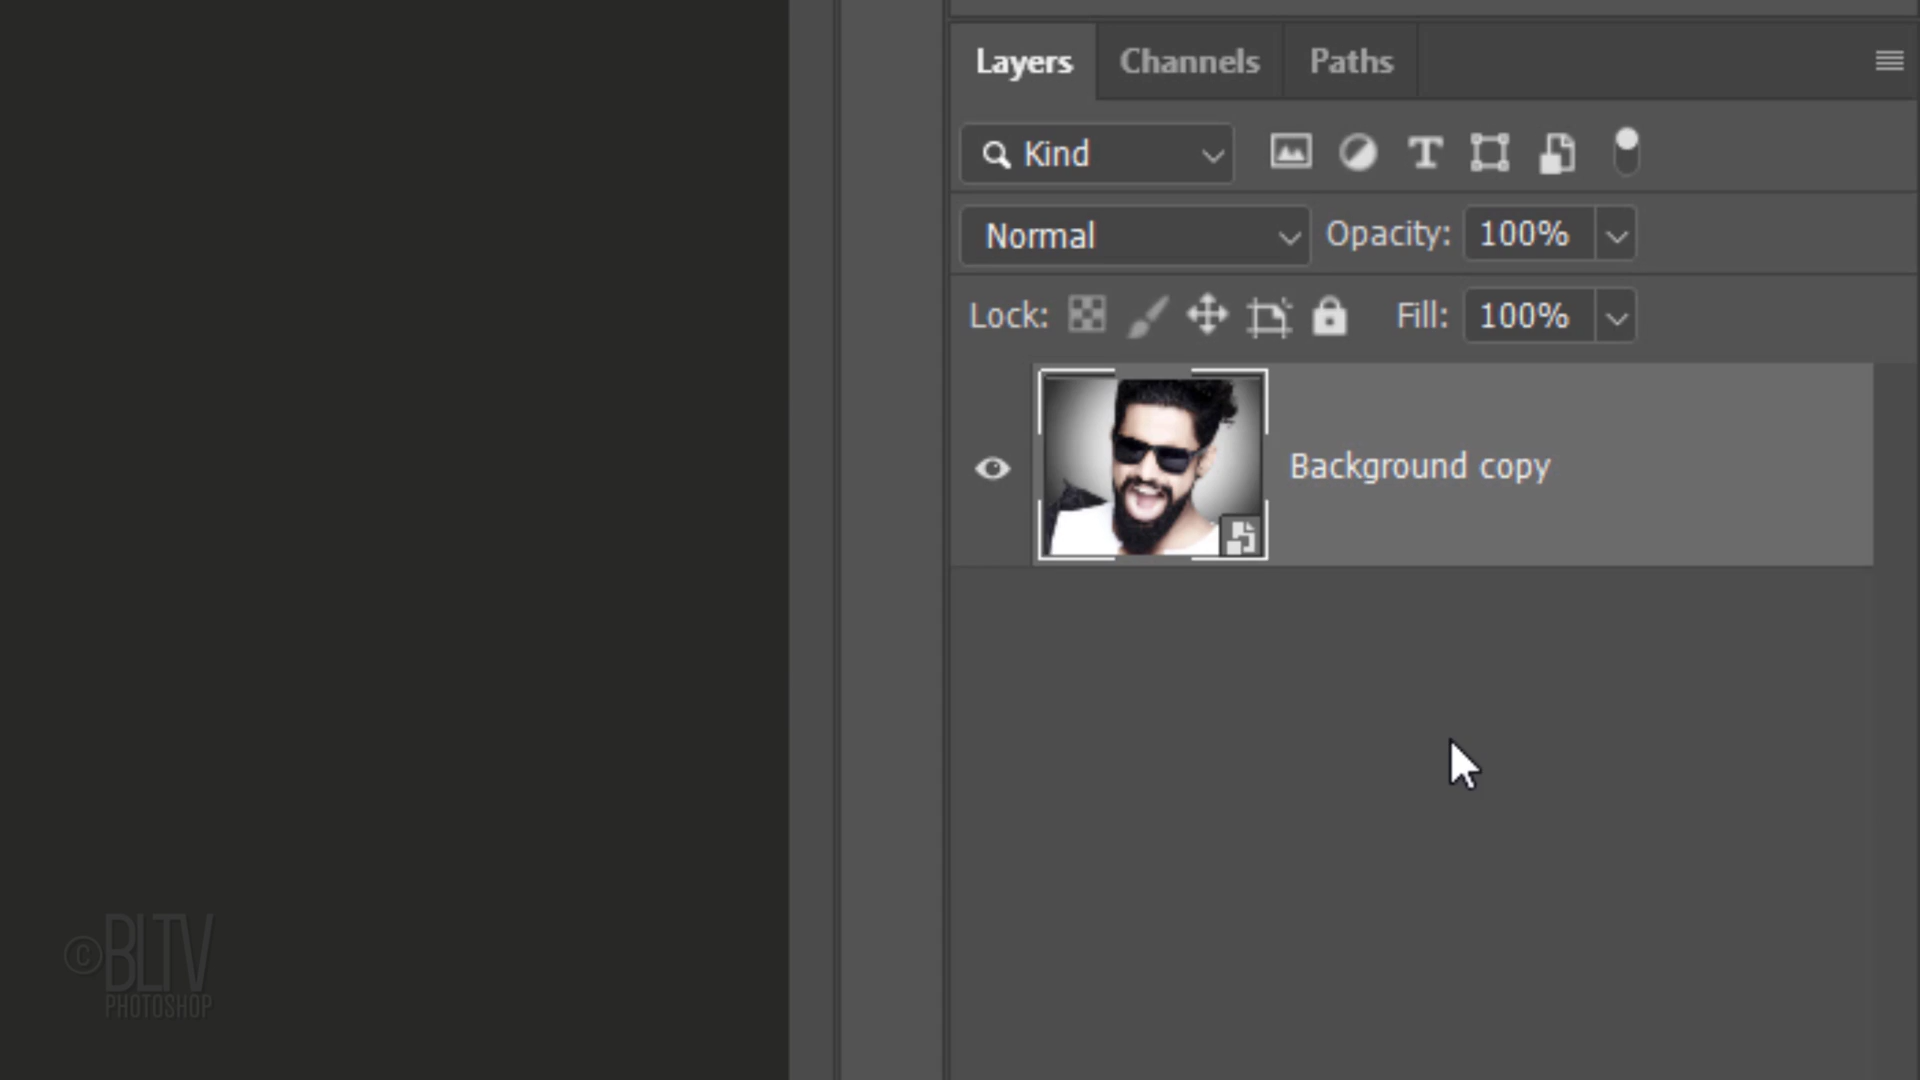 Layers Channels Paths
Kind
Normal Opacity: 100%
Lock: Fill: 100%
Background copy
©BLTV
PHOTOSHOP